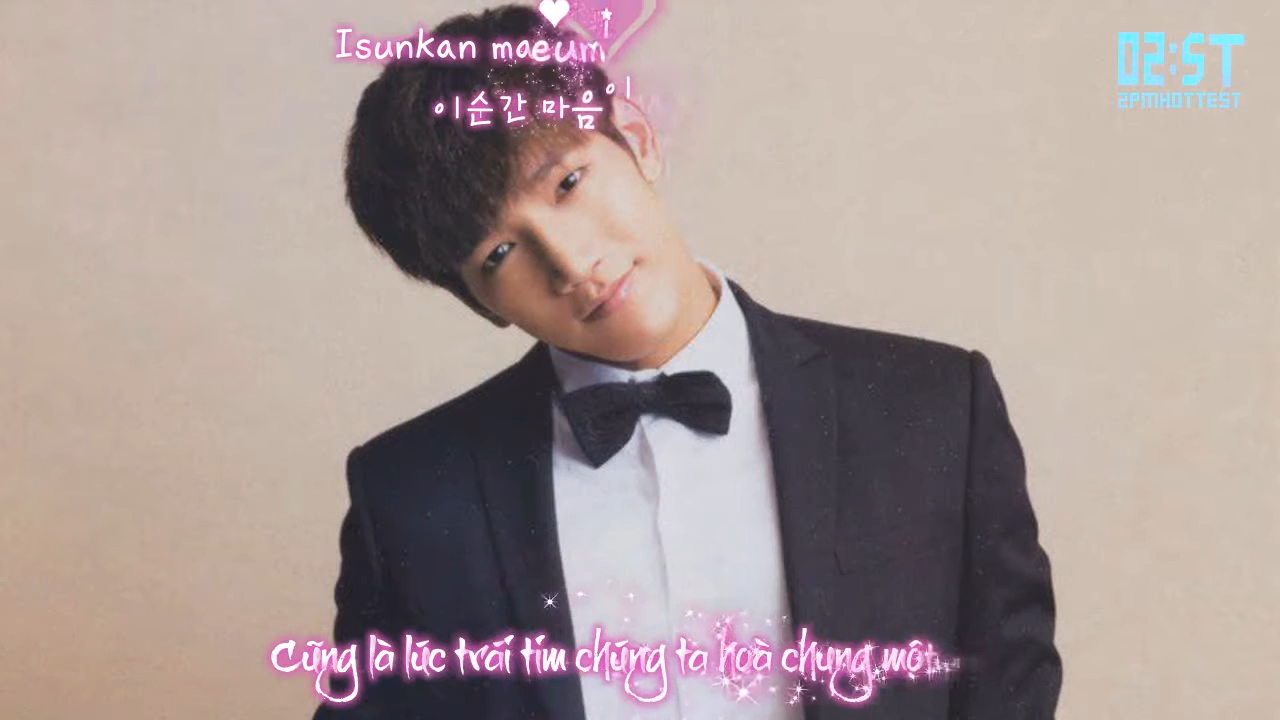 Isunkan maeumi
이순간 마음이
02:ST
2PMHOTTEST
Cũng là lúc trái tim chúng ta hoà chung một...